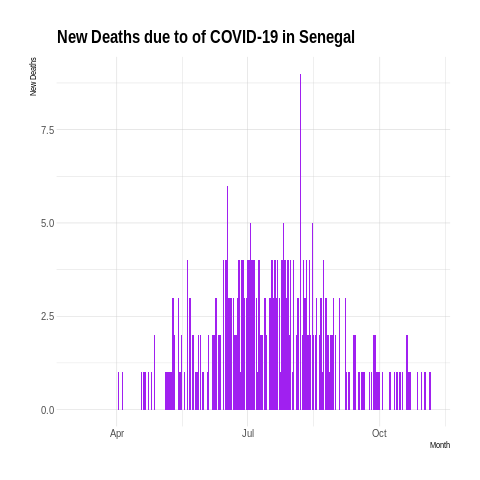 New Deaths due to of COVID-19 in Senegal
New Deaths
7.5
5.0
2.5
0.0
Apr
Jul
Oct
Month